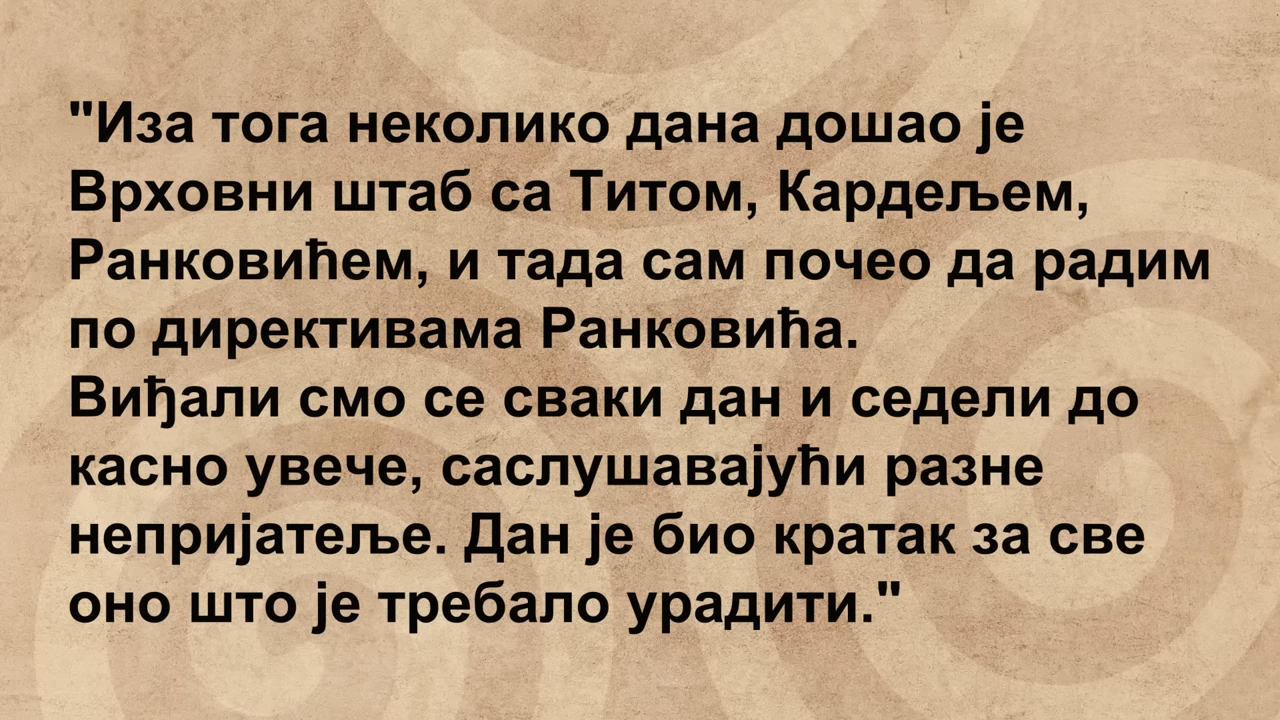 "Иза тога неколико дана дошао је
Врховни штаб са Титом, Кардељем,
Ранковићем, и тада сам почео да радим
по директивама Ранковића.
Виђали смо се сваки дан и седели до
касно увече, саслушавајући разне
непријатеље. Дан је био кратак за све
оно што је требало урадити."